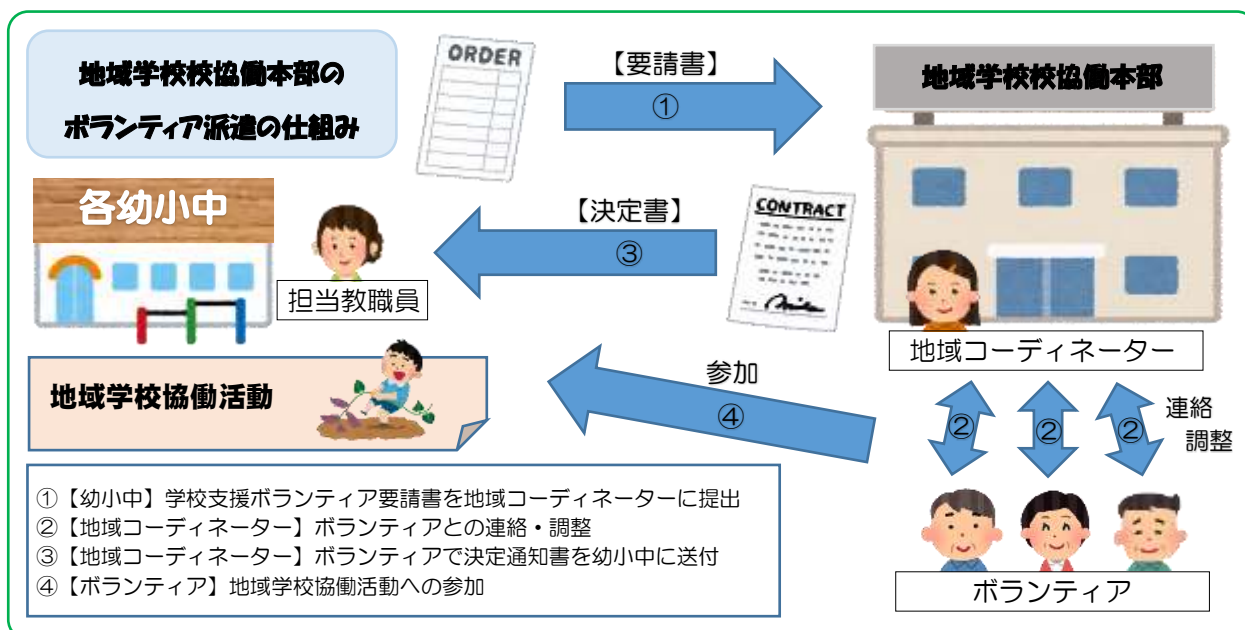 地域学校校協働本部の
ボランティア派遣の仕組み
ORDER
【要請書】
①
地域学校校協働本部
各幼小中
担当教職員
【決定書】
③
CONTRACT
地域コーディネーター
地域学校協働活動
参加
④
②
②
②
連絡
調整
ボランティア
①【幼小中】学校支援ボランティア要請書を地域コーディネーターに提出
②【地域コーディネーター】ボランティアとの連絡・調整
③【地域コーディネーター】ボランティアで決定通知書を幼小中に送付
④【ボランティア】地域学校協働活動への参加